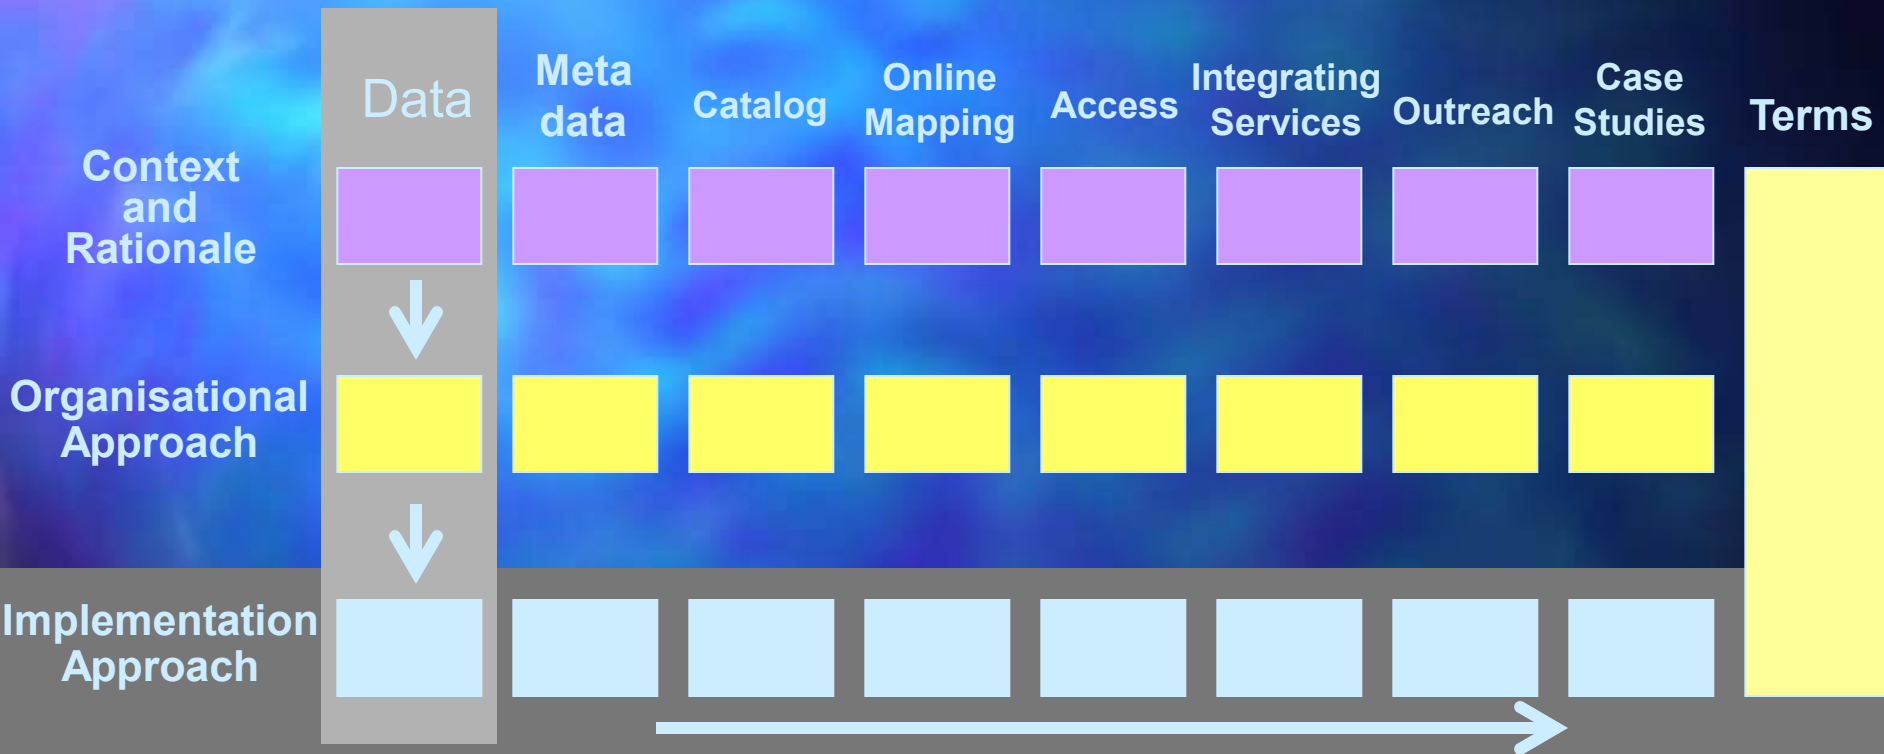 Data
Meta
data
Catalog
Online
Mapping
Access
Integrating
Services
Outreach
Case
Studies
Terms
Context
and
Rationale
Organisational
Approach
Implementation
Approach